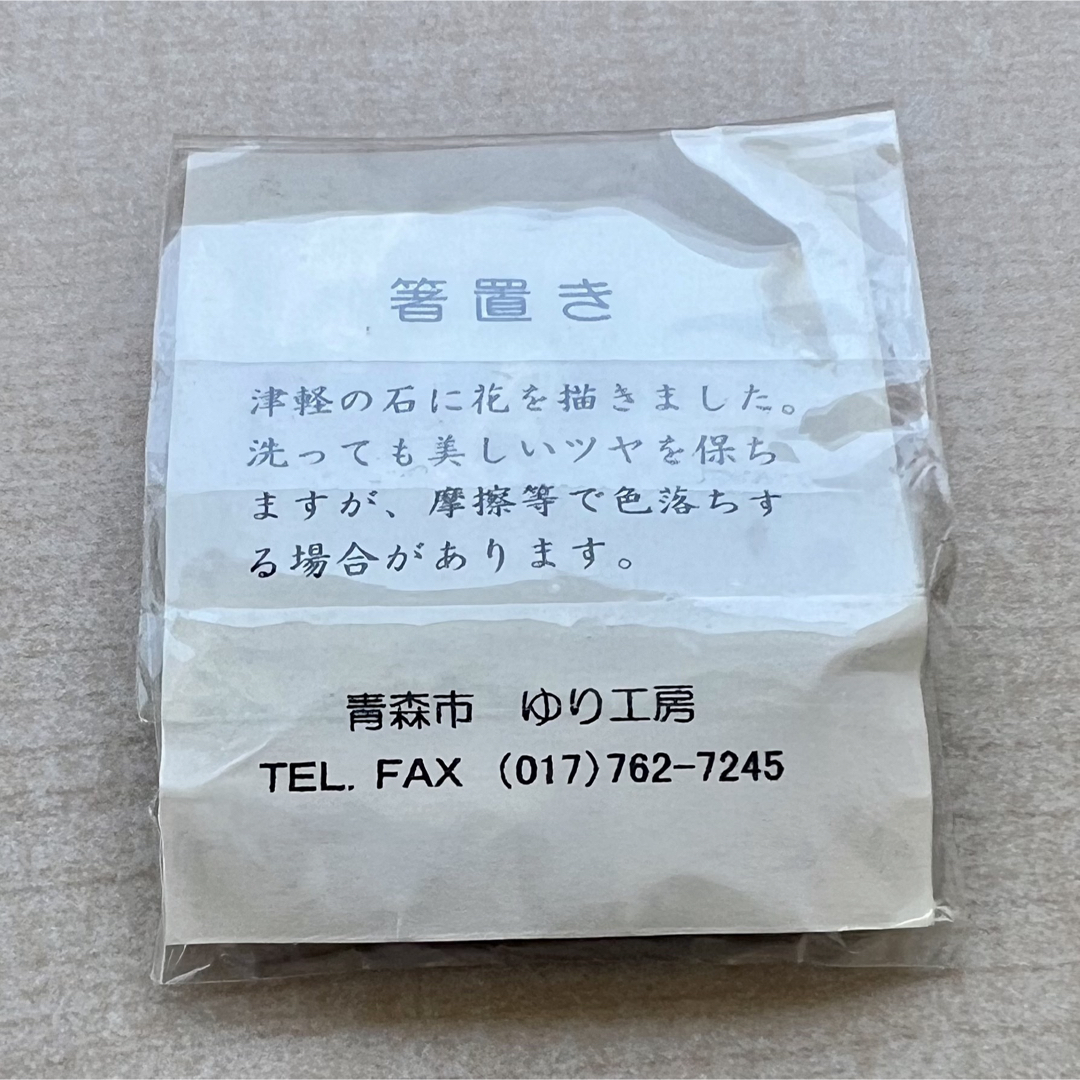 箸置き
津軽の石に花を描きました。
洗っても美しいツヤを保ち
ますが、摩擦等で色落ちす
る場合があります。
青森市　ゆり工房
TEL. FAX (017)762-7245